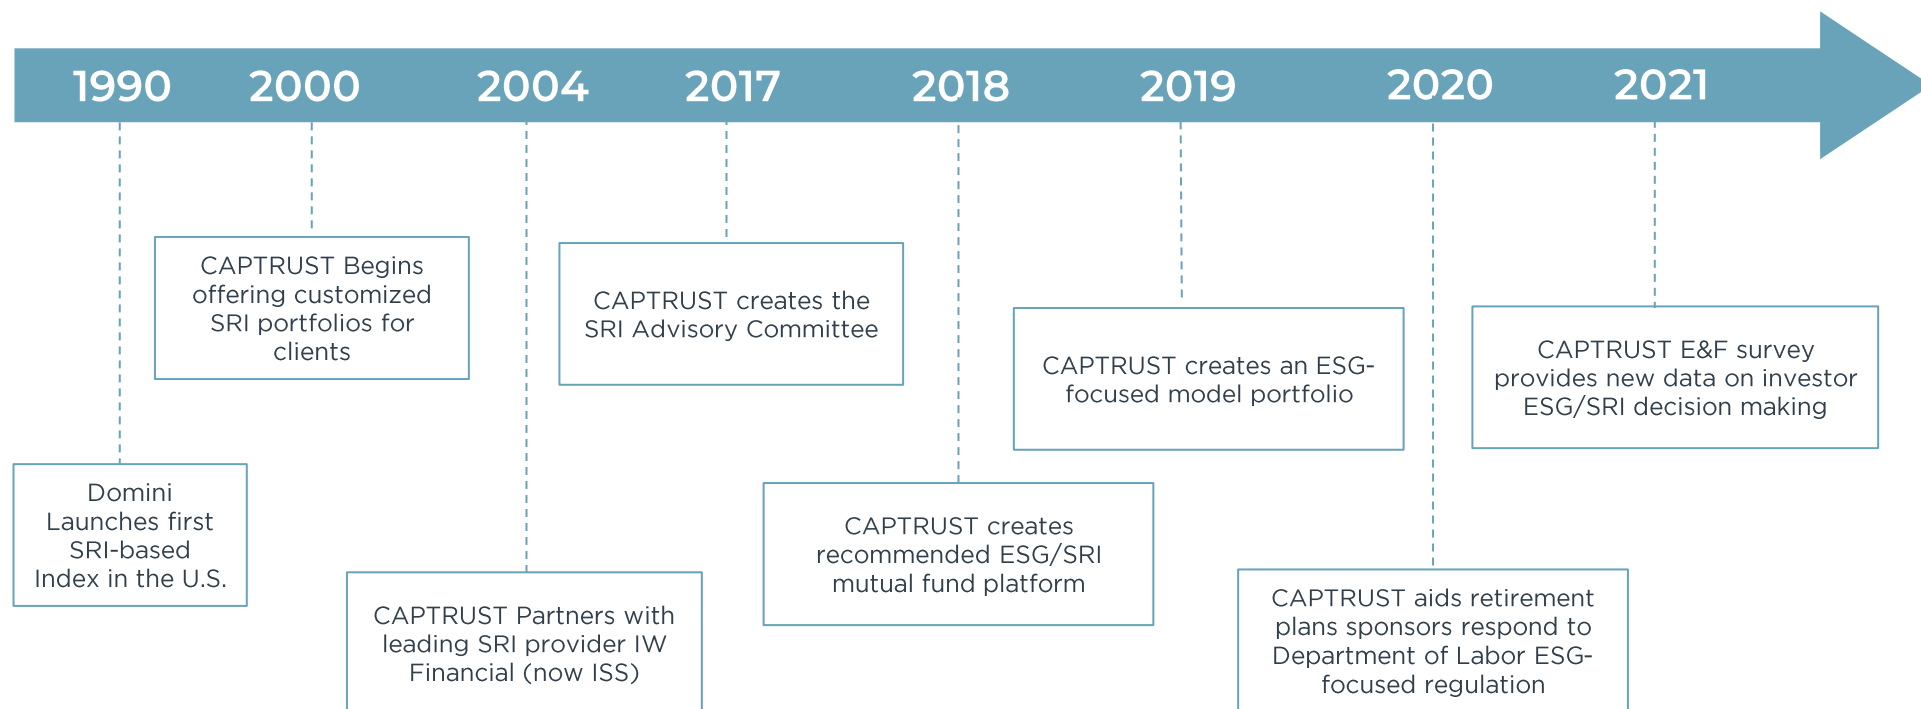 1990 2000 2004 2017 2018 2019 2020 2021
Domini
Launches first
SRI-based
Index in the U.S.
CAPTRUST Begins
offering customized
SRI portfolios for
clients
CAPTRUST Partners with
leading SRI provider IW
Financial (now ISS)
CAPTRUST creates the
SRI Advisory Committee
CAPTRUST creates
recommended ESG/SRI
mutual fund platform
CAPTRUST creates an ESG-
focused model portfolio
CAPTRUST aids retirement
plans sponsors respond to
Department of Labor ESG-
focused regulation
CAPTRUST E&F survey
provides new data on investor
ESG/SRI decision making